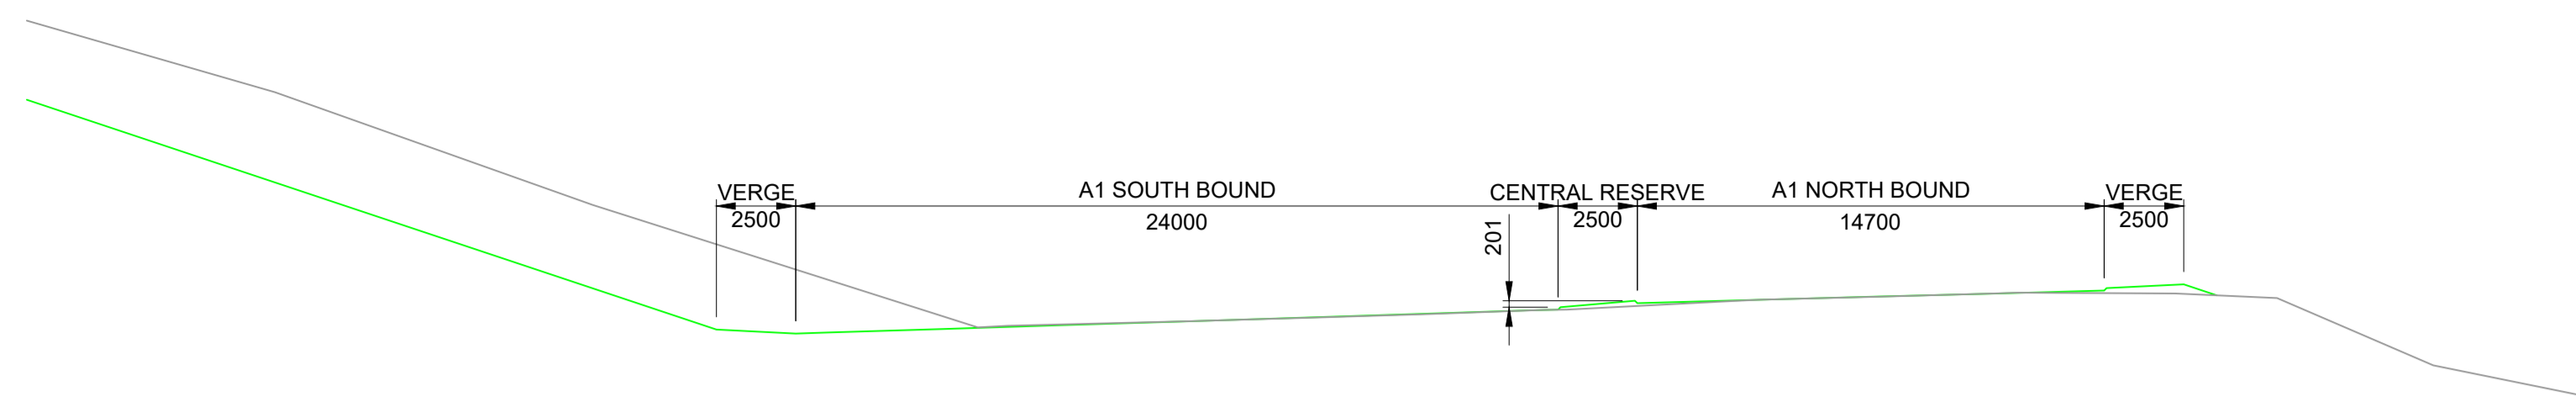 VERGE
2500
A1 SOUTH BOUND
24000
CENTRAL RESERVE
2500
201
A1 NORTH BOUND
14700
VERGE
2500